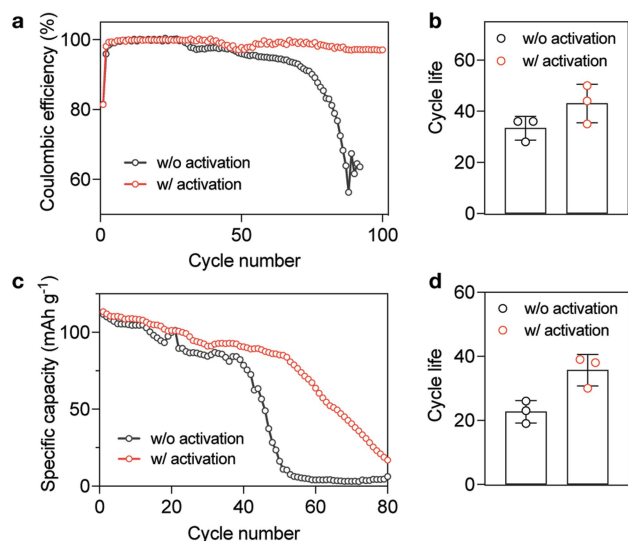 a
Coulombic efficiency (%)
100
80
60
w/o activation
w/ activation
0
50
100
Cycle number
b
Cycle life
60
40
20
0
w/o activation
w/ activation
c
Specific capacity (mAh g⁻¹)
100
50
0
w/o activation
w/ activation
0
20
40
60
80
Cycle number
d
Cycle life
60
40
20
0
w/o activation
w/ activation